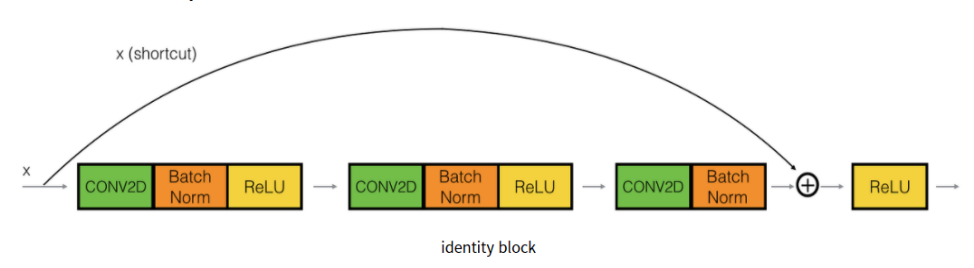 x (shortcut)
x
CONV2D
Batch
Norm
ReLU
CONV2D
Batch
Norm
ReLU
CONV2D
Batch
Norm
ReLU
identity block